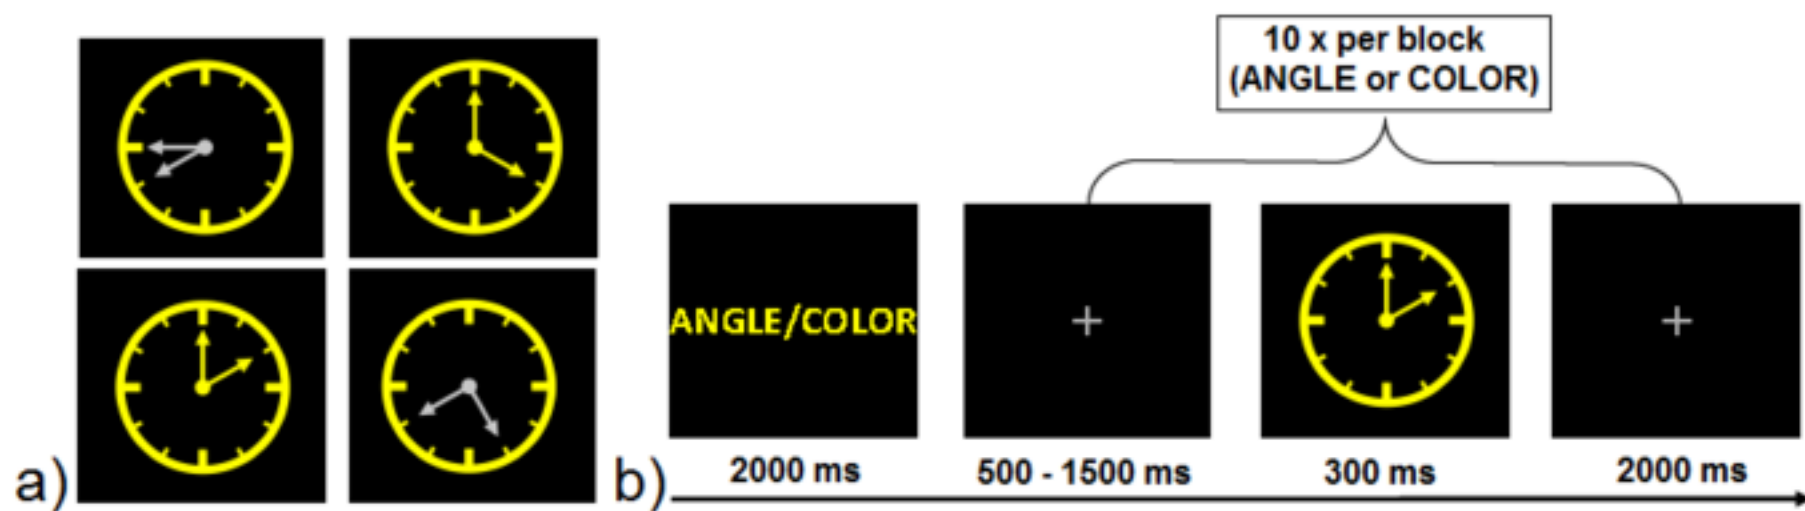 a)
b)
10 x per block
(ANGLE or COLOR)
ANGLE/COLOR
2000 ms
500 - 1500 ms
300 ms
2000 ms